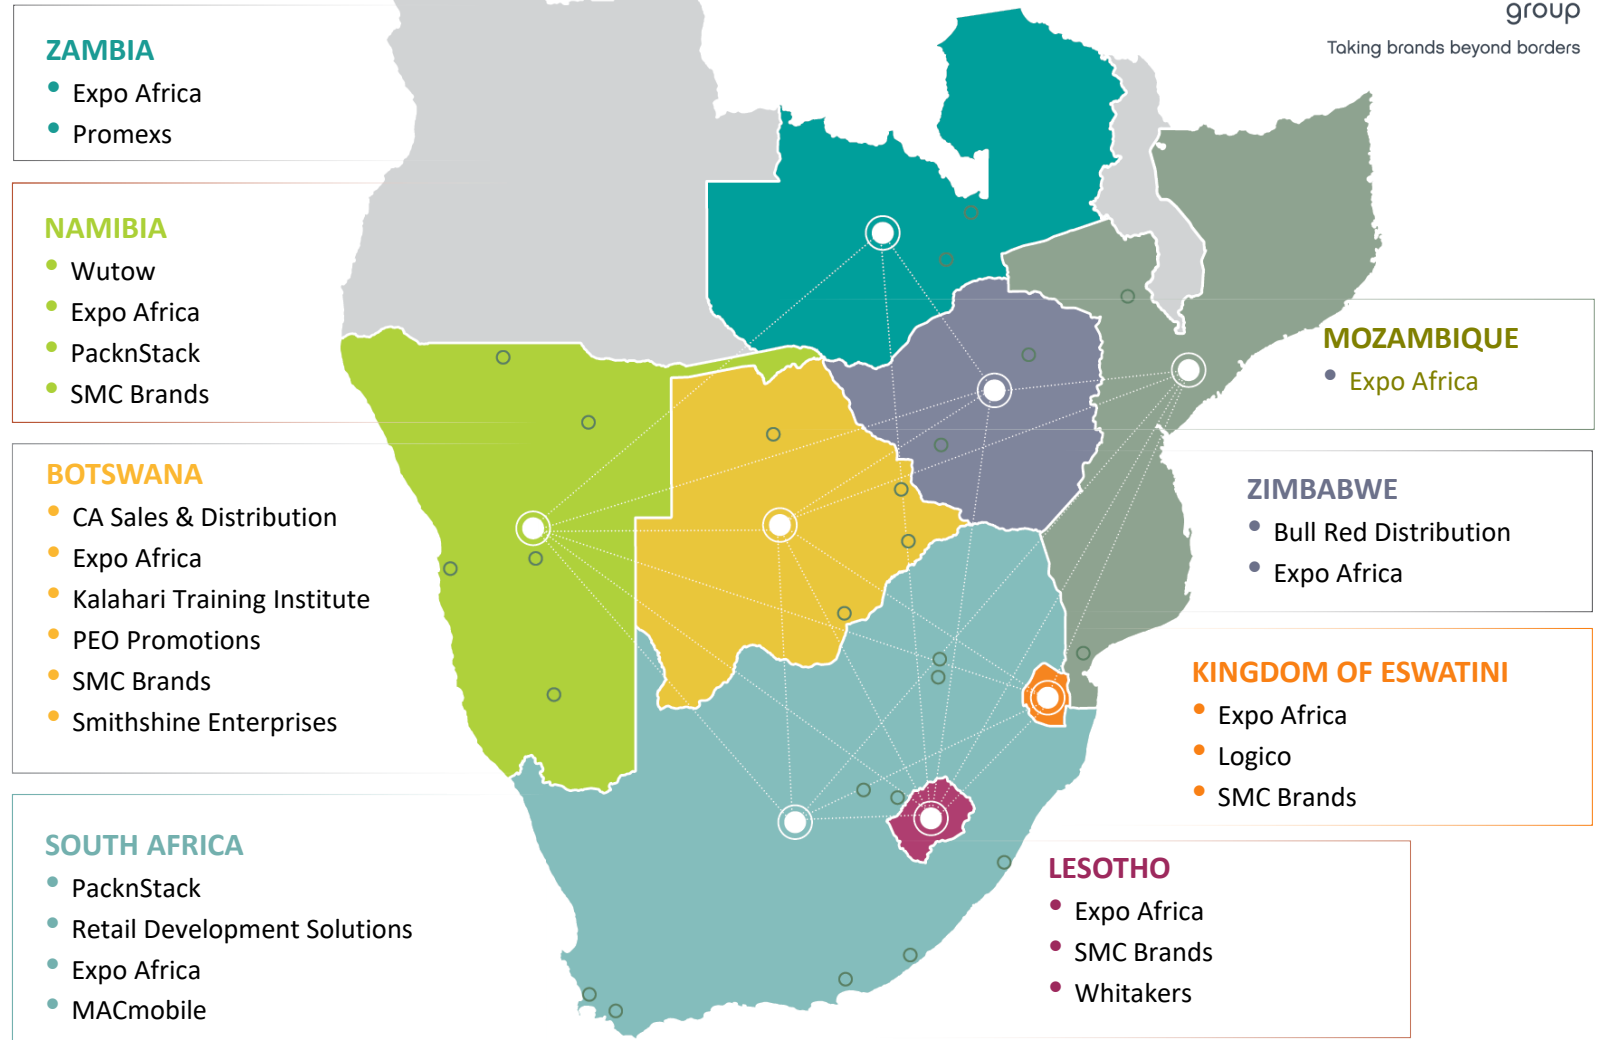 group
Taking brands beyond borders
ZAMBIA
Expo Africa
Promexs
NAMIBIA
Wutow
Expo Africa
PacknStack
SMC Brands
BOTSWANA
CA Sales & Distribution
Expo Africa
Kalahari Training Institute
PEO Promotions
SMC Brands
Smithshine Enterprises
SOUTH AFRICA
PacknStack
Retail Development Solutions
Expo Africa
MACmobile
MOZAMBIQUE
Expo Africa
ZIMBABWE
Bull Red Distribution
Expo Africa
KINGDOM OF ESWATINI
Expo Africa
Logico
SMC Brands
LESOTHO
Expo Africa
SMC Brands
Whitakers